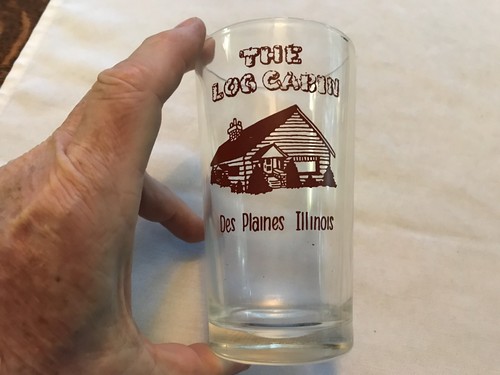 THE
LOG CABIN
Des Plaines Illinois